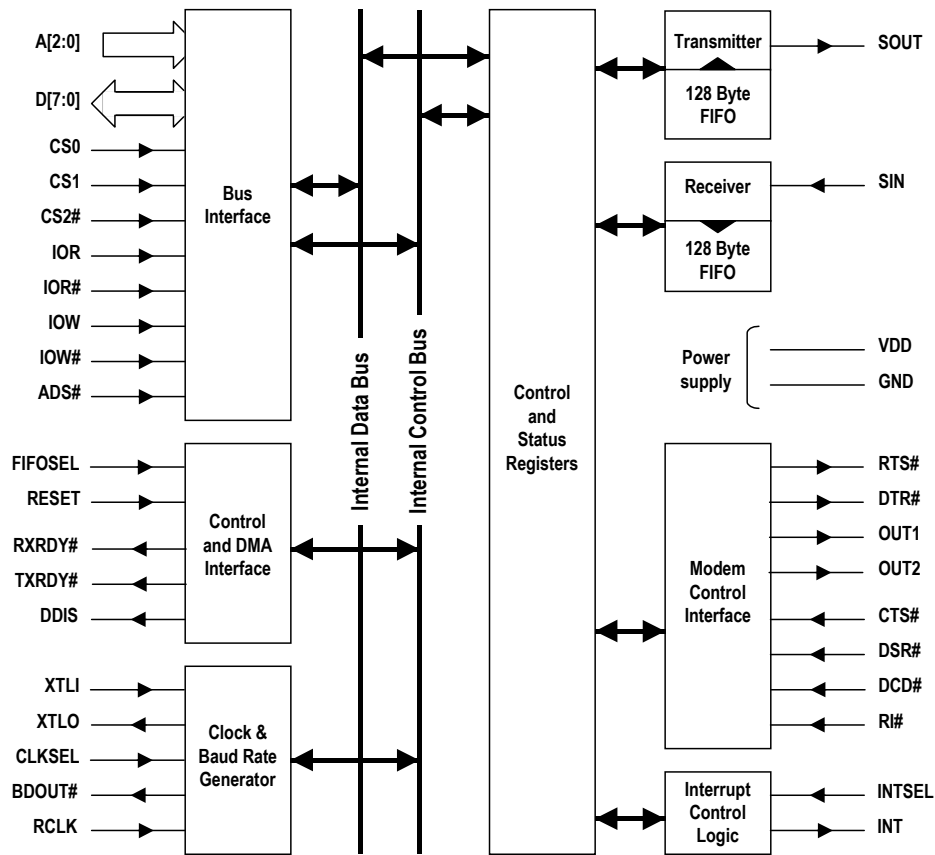 A[2:0]
D[7:0]
CS0
CS1
CS2#
IOR
IOR#
IOW
IOW#
ADS#
Bus
Interface
FIFOSEL
RESET
RXRDY#
TXRDY#
DDIS
Control
and DMA
Interface
XTLI
XTLO
CLKSEL
BDOUT#
RCLK
Clock &
Baud Rate
Generator
Internal Data Bus
Internal Control Bus
Control
and
Status
Registers
Transmitter
128 Byte
FIFO
SOUT
Receiver
128 Byte
FIFO
SIN
Power
supply
VDD
GND
Modem
Control
Interface
RTS#
DTR#
OUT1
OUT2
CTS#
DSR#
DCD#
RI#
Interrupt
Control
Logic
INTSEL
INT